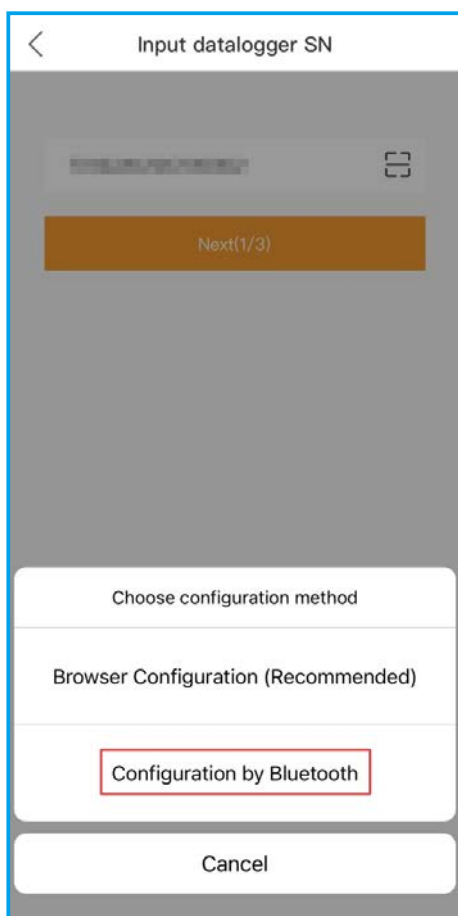 Input datalogger SN
Next(1/3)
Choose configuration method
Browser Configuration (Recommended)
Configuration by Bluetooth
Cancel